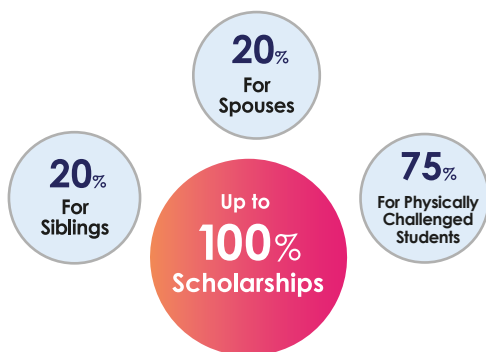 20%
For
Spouses
20%
For
Siblings
Up to
100%
Scholarships
75%
For Physically
Challenged
Students